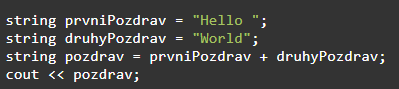 string prvniPozdrav = "Hello ";
string druhyPozdrav = "World";
string pozdrav = prvniPozdrav + druhyPozdrav;
cout << pozdrav;